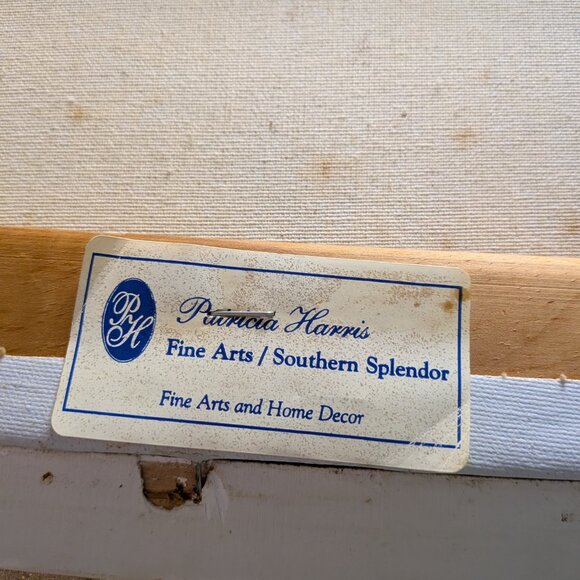 PH
Patricia Harris
Fine Arts / Southern Splendor
Fine Arts and Home Decor